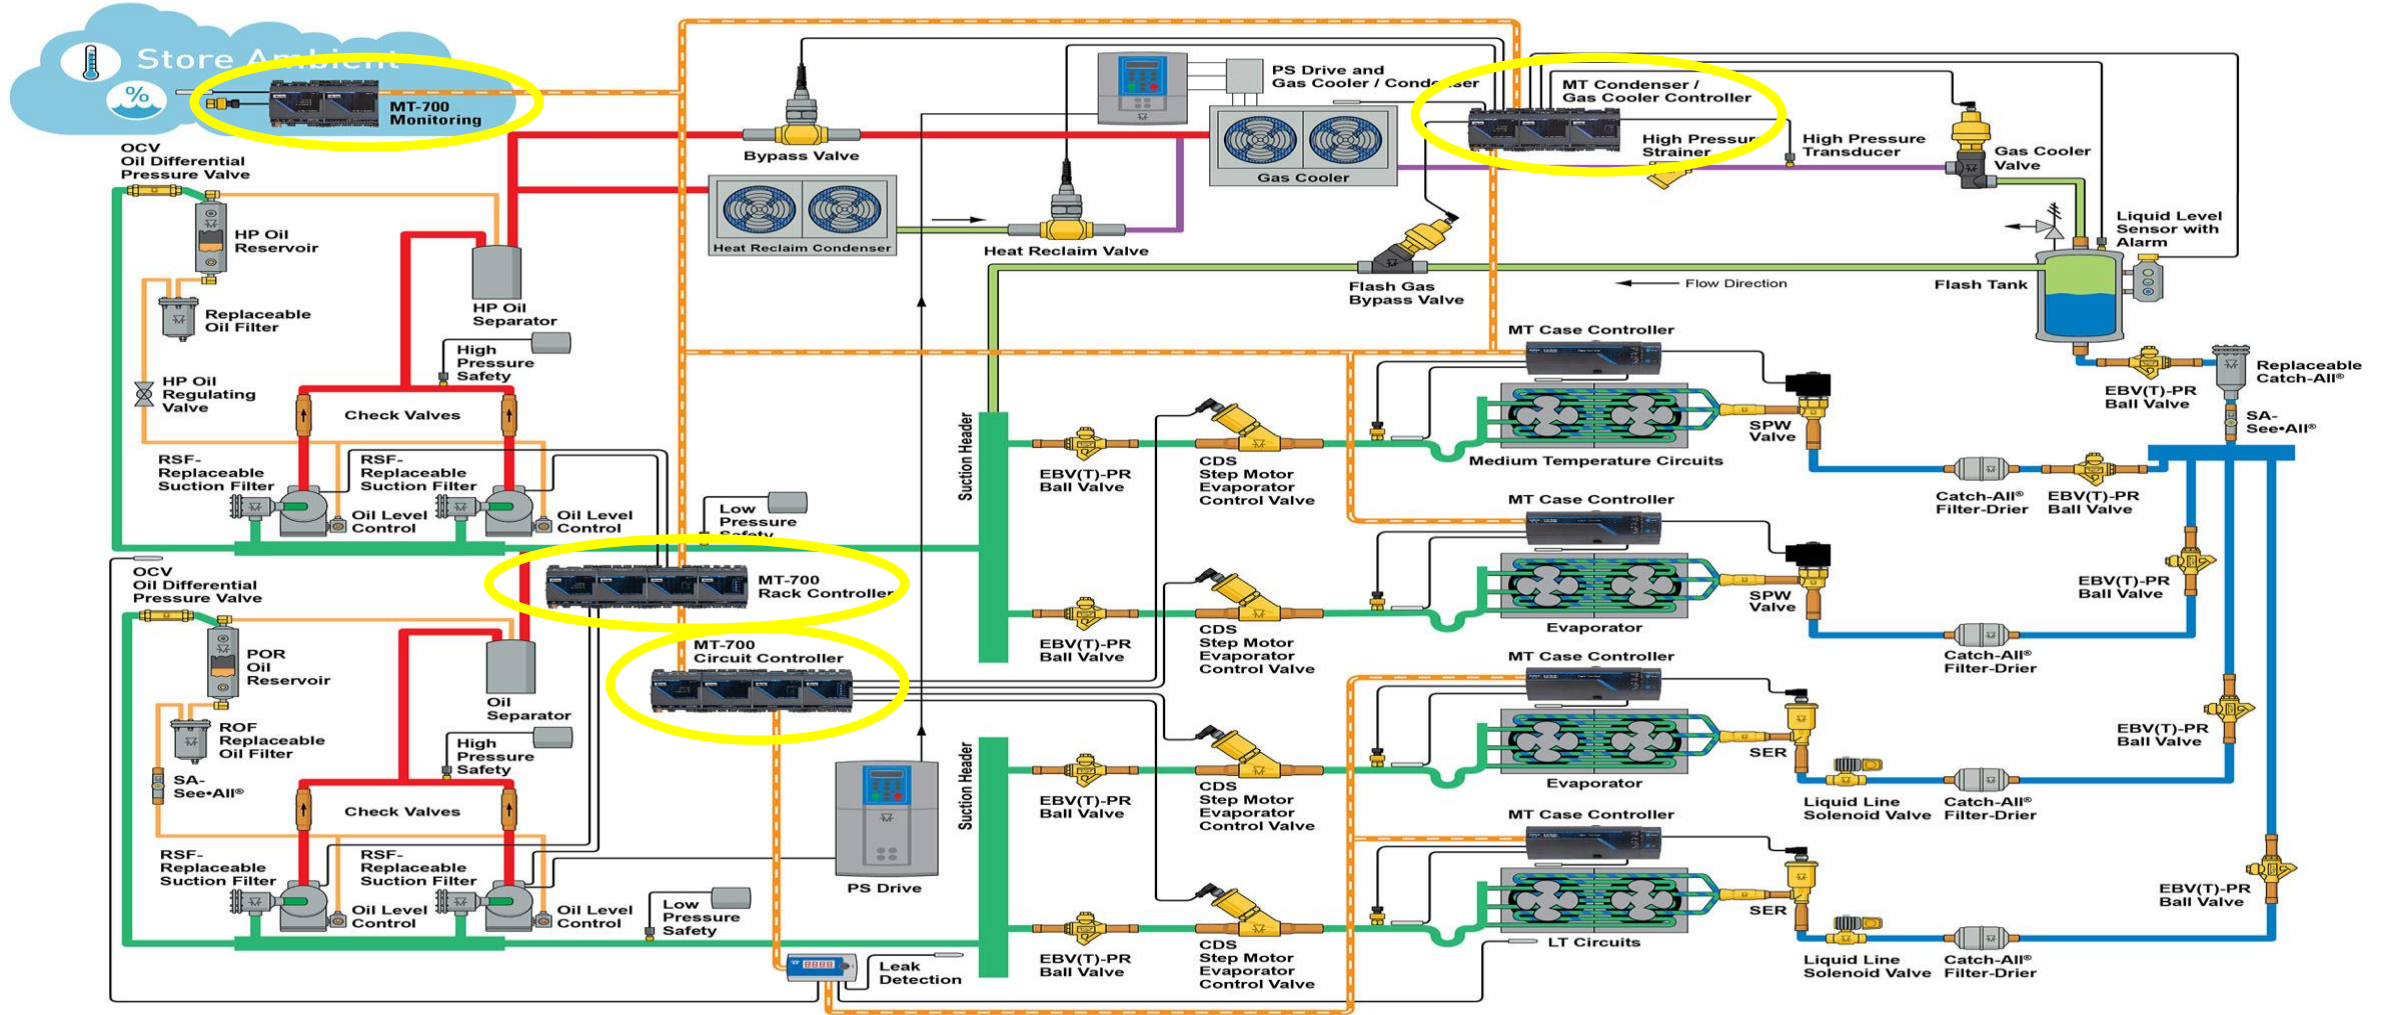 Store Ambient
%
MT-700
Monitoring
OCV
Oil Differential
Pressure Valve
HP Oil
Reservoir
Replaceable
Oil Filter
HP Oil
Separator
High
Pressure
Safety
HP Oil
Regulating
Valve
Check Valves
RSF-
Replaceable
Suction Filter
RSF-
Replaceable
Suction Filter
Oil Level
Control
Oil Level
Control
Bypass Valve
Heat Reclaim Condenser
Heat Reclaim Valve
PS Drive and
Gas Cooler / Condenser
Gas Cooler
MT Condenser /
Gas Cooler Controller
High Pressure
Strainer
High Pressure
Transducer
Gas Cooler
Valve
Liquid Level
Sensor with
Alarm
Flash Gas
Bypass Valve
Flow Direction
Flash Tank
EBV(T)-PR
Ball Valve
Replaceable
Catch-All®
SA-
See•All®
Low
Pressure
Safety
Suction Header
EBV(T)-PR
Ball Valve
CDS
Step Motor
Evaporator
Control Valve
MT Case Controller
Medium Temperature Circuits
SPW
Valve
Catch-All®
Filter-Drier
EBV(T)-PR
Ball Valve
MT Case Controller
EBV(T)-PR
Ball Valve
CDS
Step Motor
Evaporator
Control Valve
Evaporator
SPW
Valve
Catch-All®
Filter-Drier
EBV(T)-PR
Ball Valve
OCV
Oil Differential
Pressure Valve
MT-700
Rack Controller
MT-700
Circuit Controller
POR
Oil
Reservoir
Oil
Separator
ROF
Replaceable
Oil Filter
High
Pressure
Safety
SA-
See•All®
Check Valves
RSF-
Replaceable
Suction Filter
RSF-
Replaceable
Suction Filter
Oil Level
Control
Oil Level
Control
Low
Pressure
Safety
PS Drive
Leak
Detection
Suction Header
EBV(T)-PR
Ball Valve
CDS
Step Motor
Evaporator
Control Valve
MT Case Controller
Evaporator
SER
Liquid Line
Solenoid Valve
Catch-All®
Filter-Drier
EBV(T)-PR
Ball Valve
MT Case Controller
EBV(T)-PR
Ball Valve
CDS
Step Motor
Evaporator
Control Valve
LT Circuits
SER
Liquid Line
Solenoid Valve
Catch-All®
Filter-Drier
EBV(T)-PR
Ball Valve